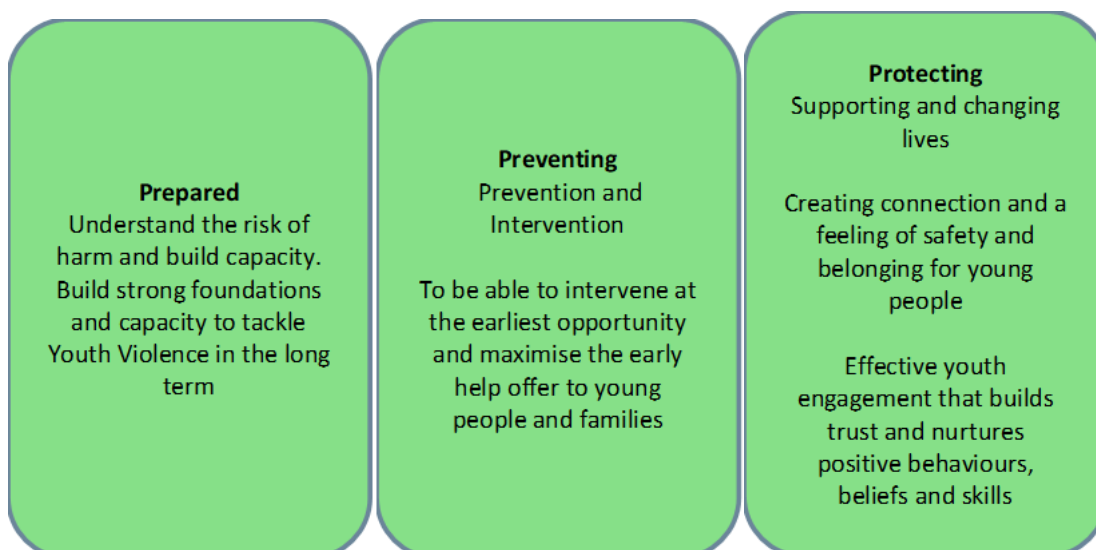 Prepared
Understand the risk of
harm and build capacity.
Build strong foundations
and capacity to tackle
Youth Violence in the long
term
Preventing
Prevention and
Intervention
To be able to intervene at
the earliest opportunity
and maximise the early
help offer to young
people and families
Protecting
Supporting and changing
lives
Creating connection and a
feeling of safety and
belonging for young
people
Effective youth
engagement that builds
trust and nurtures
positive behaviours,
beliefs and skills